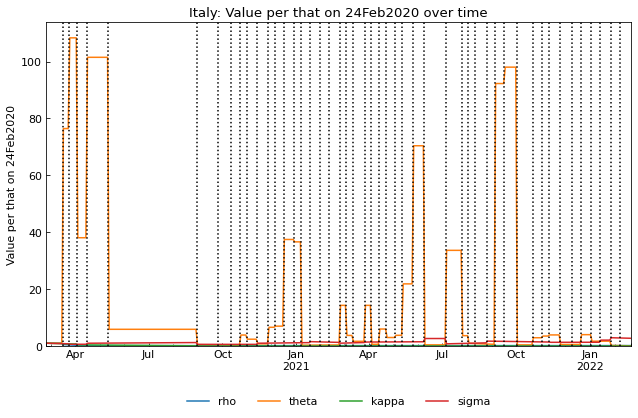 Italy: Value per that on 24Feb2020 over time
Value per that on 24Feb2020
100
80
60
40
20
0
Apr Jul Oct Jan Apr Jul Oct Jan
2021 2022
rho theta kappa sigma